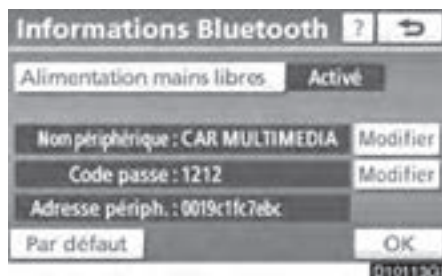 Informations Bluetooth ?
Alimentation mains libres Activé
Nom périphérique : CAR MULTIMEDIA Modifier
Code passe : 1212 Modifier
Adresse périph. : 0019c1fc7ebc
Par défaut OK
D10113G